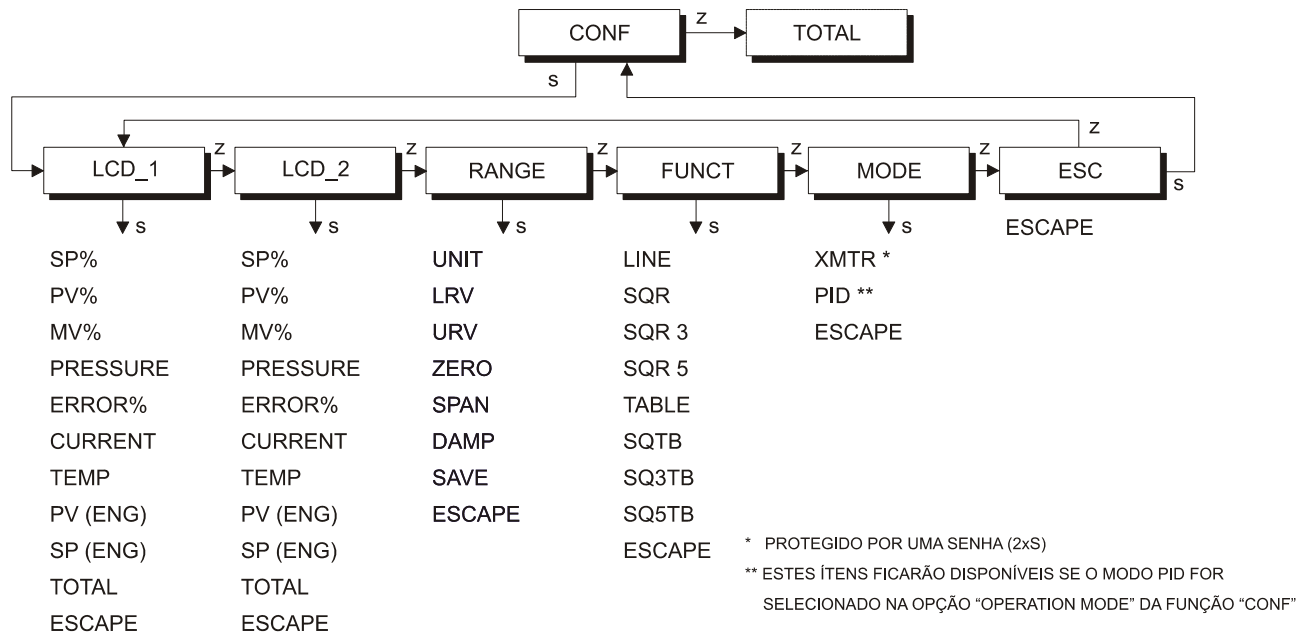 CONF
z
TOTAL
s
z
LCD_1
z
LCD_2
z
RANGE
z
FUNCT
z
MODE
z
ESC
s
s
SP%
PV%
MV%
PRESSURE
ERROR%
CURRENT
TEMP
PV (ENG)
SP (ENG)
TOTAL
ESCAPE
s
SP%
PV%
MV%
PRESSURE
ERROR%
CURRENT
TEMP
PV (ENG)
SP (ENG)
TOTAL
ESCAPE
s
UNIT
LRV
URV
ZERO
SPAN
DAMP
SAVE
ESCAPE
s
LINE
SQR
SQR 3
SQR 5
TABLE
SQTB
SQ3TB
SQ5TB
ESCAPE
s
XMTR *
PID **
ESCAPE
ESCAPE
* PROTEGIDO POR UMA SENHA (2xS)
** ESTES ÍTENS FICARÃO DISPONÍVEIS SE O MODO PID FOR
SELECIONADO NA OPÇÃO “OPERATION MODE” DA FUNÇÃO “CONF”